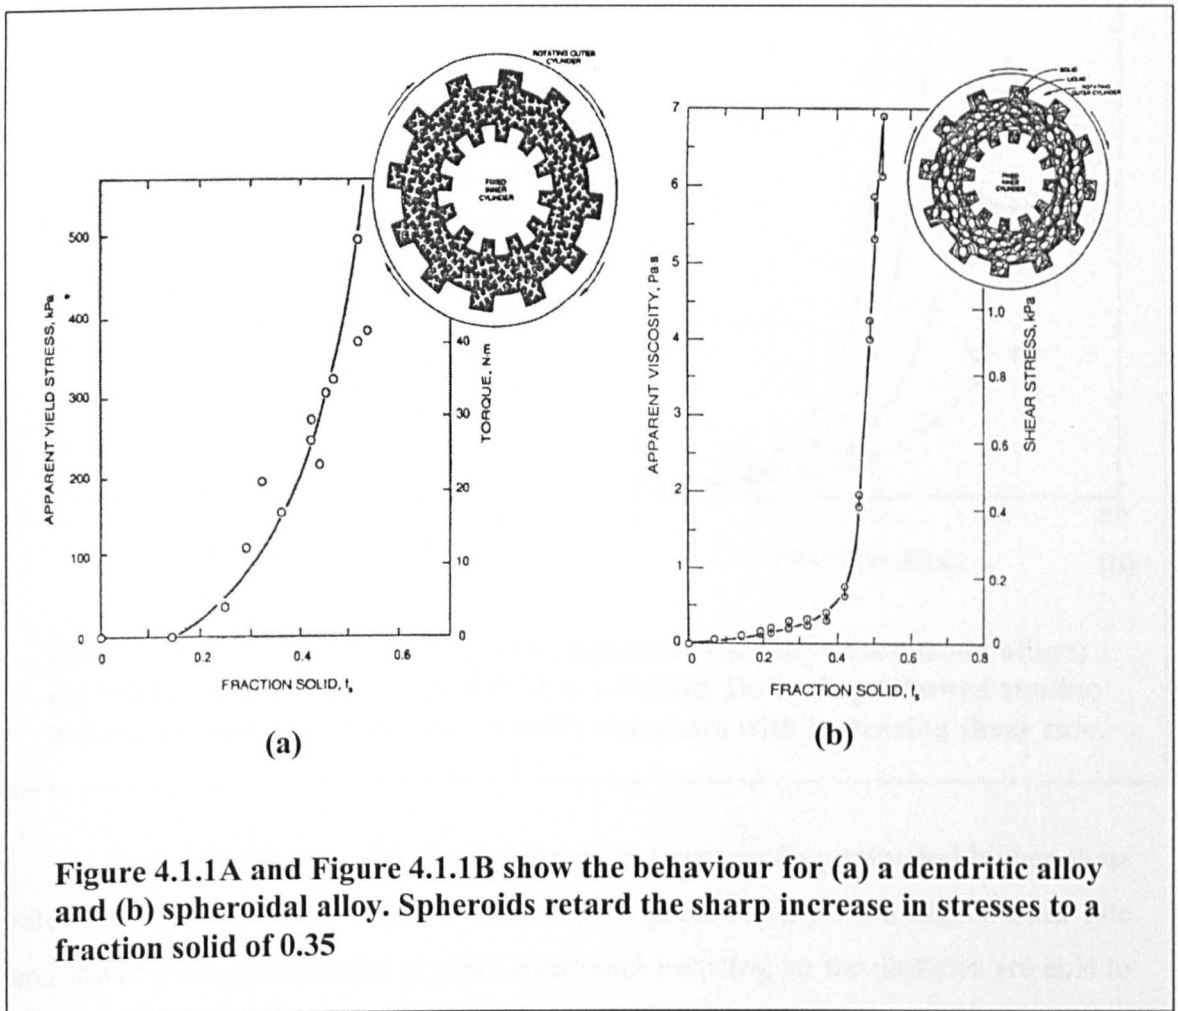 ROTATING OUTER
CYLINDER
FIXED
INNER
CYLINDER
500
400
300
200
100
0
APPARENT YIELD STRESS, kPa
40
30
20
10
0
TORQUE, N·m
0
0.2
0.4
0.6
FRACTION SOLID, fs
(a)
SOLID
LIQUID
ROTATING
OUTER CYLINDER
FIXED
INNER
CYLINDER
7
6
5
4
3
2
1
0
APPARENT VISCOSITY, Pa s
1.0
0.8
0.6
0.4
0.2
0
SHEAR STRESS, kPa
0
0.2
0.4
0.6
0.8
FRACTION SOLID, fs
(b)
Figure 4.1.1A and Figure 4.1.1B show the behaviour for (a) a dendritic alloy
and (b) spheroidal alloy. Spheroids retard the sharp increase in stresses to a
fraction solid of 0.35